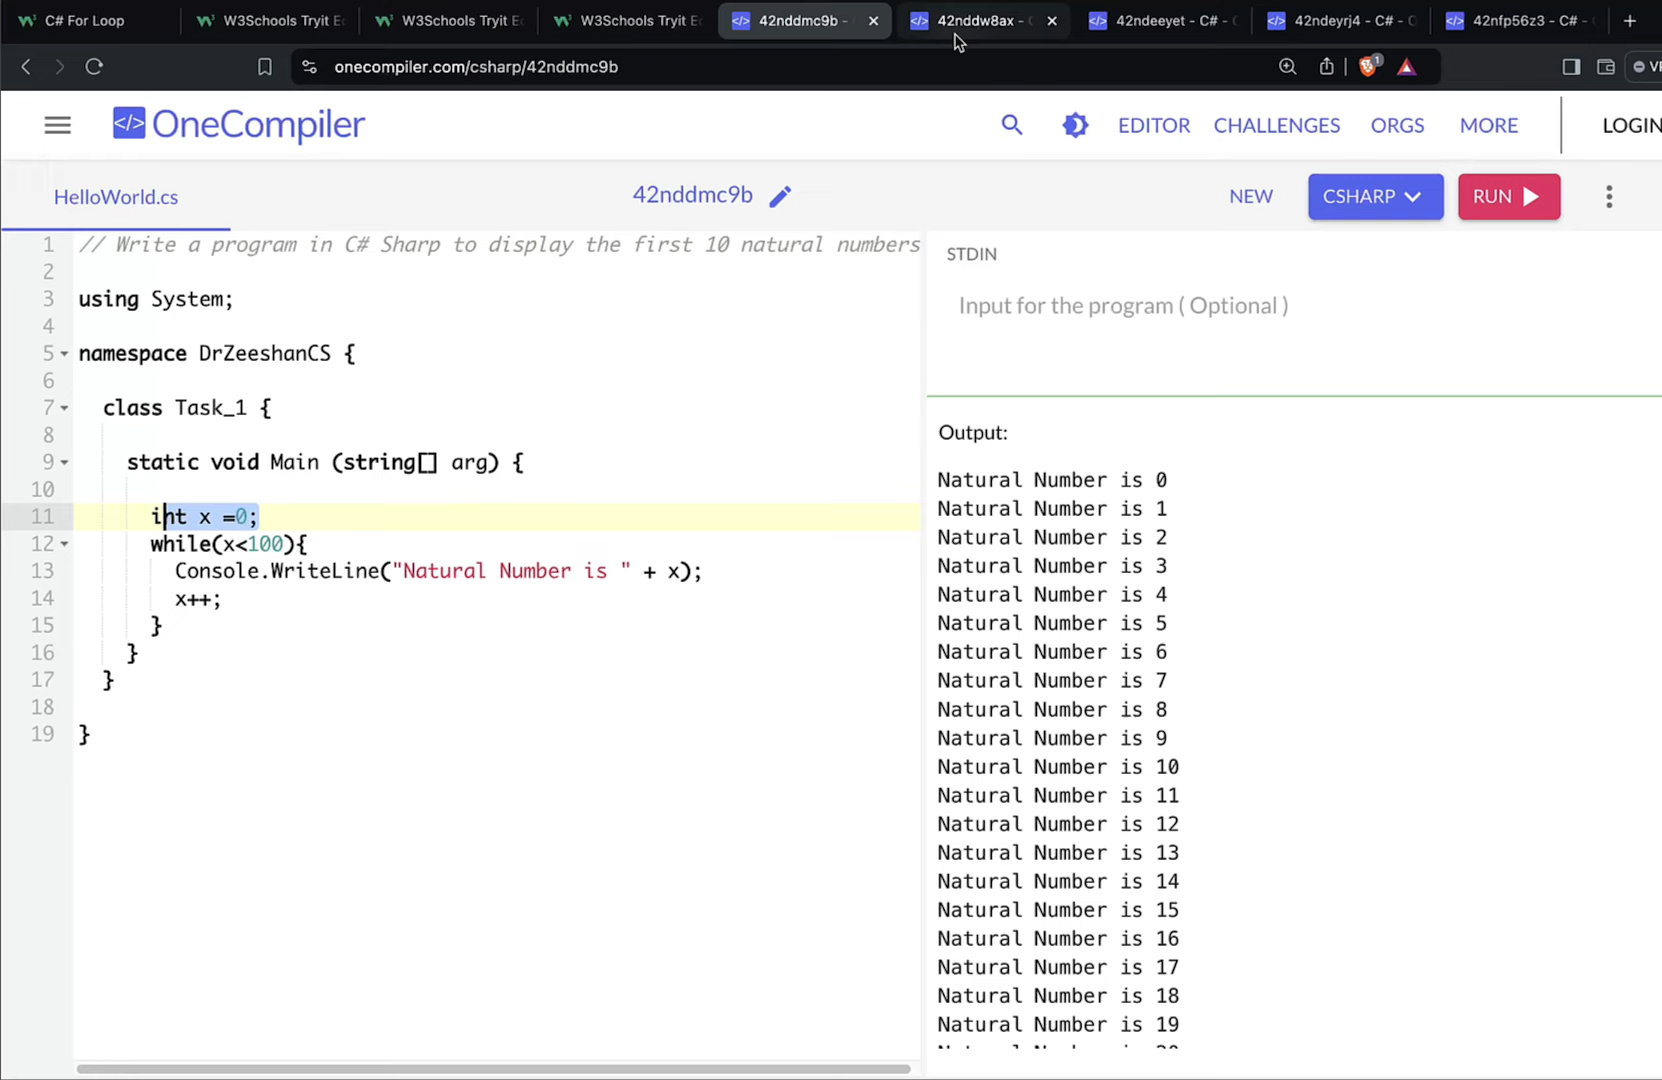 C# For Loop
W3Schools Tryit E
W3Schools Tryit E
W3Schools Tryit E
42nddmc9b -
42nddw8ax -
42ndeeyet - C# -
42ndeyrj4 - C# -
42nfp56z3 - C# -
onecompiler.com/csharp/42nddmc9b
1
VP
</> OneCompiler
EDITOR
CHALLENGES
ORGS
MORE
LOGIN
HelloWorld.cs
42nddmc9b
NEW
CSHARP
RUN
1 // Write a program in C# Sharp to display the first 10 natural numbers
2
3 using System;
4
5 namespace DrZeeshanCS {
6
7 class Task_1 {
8
9 static void Main (string[] arg) {
10
11 int x =0;
12 while(x<100){
13 Console.WriteLine("Natural Number is " + x);
14 x++;
15 }
16 }
17 }
18
19 }
STDIN
Input for the program ( Optional )
Output:
Natural Number is 0
Natural Number is 1
Natural Number is 2
Natural Number is 3
Natural Number is 4
Natural Number is 5
Natural Number is 6
Natural Number is 7
Natural Number is 8
Natural Number is 9
Natural Number is 10
Natural Number is 11
Natural Number is 12
Natural Number is 13
Natural Number is 14
Natural Number is 15
Natural Number is 16
Natural Number is 17
Natural Number is 18
Natural Number is 19